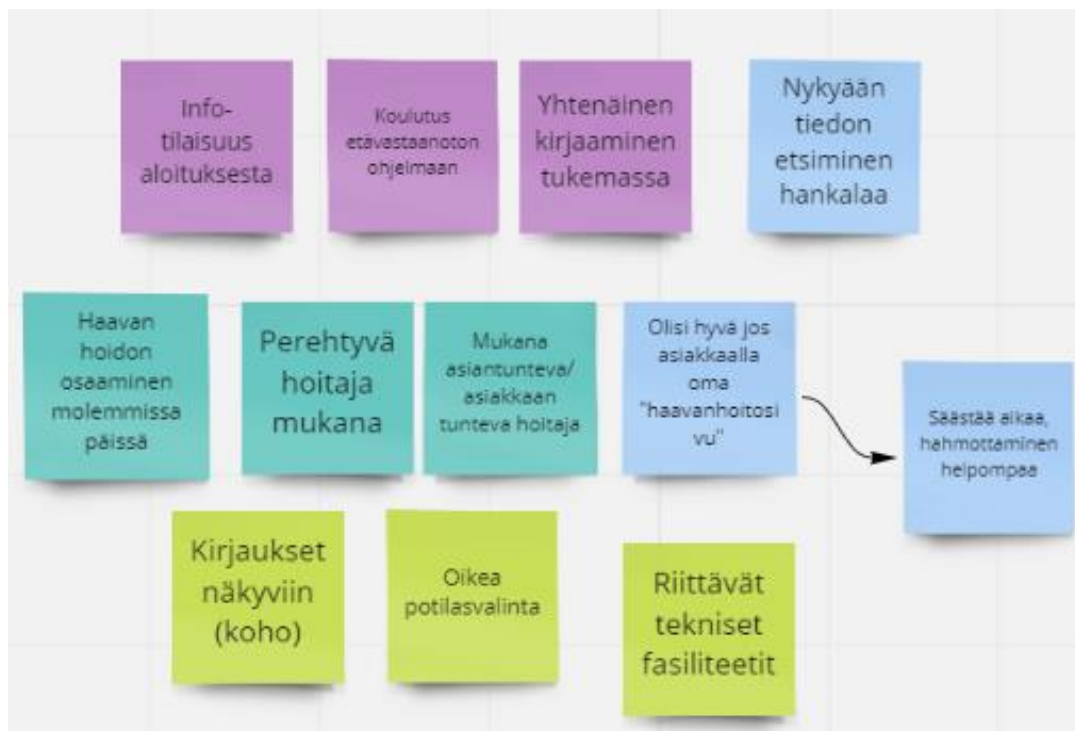 Info-
tilaisuus
aloituksesta
Koulutus
etävastaanoton
ohjelmaan
Yhtenäinen
kirjaaminen
tukemassa
Nykyään
tiedon
etsiminen
hankalaa
Haavan
hoidon
osaaminen
molemmissa
päissä
Perehtyvä
hoitaja
mukana
Mukana
asiantunteva/
asiakkaan
tunteva hoitaja
Olisi hyvä jos
asiakkaalla
oma
"haavanhoitosi
vu"
Säästää aikaa,
hahmottaminen
helpompaa
Kirjaukset
näkyviin
(koho)
Oikea
potilasvalinta
Riittävät
tekniset
fasiliteetit